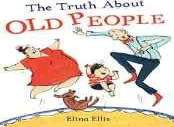 The Truth About
OLD PEOPLE
Elina Ellis